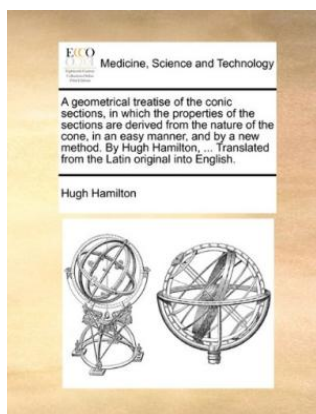 ECCO
Medicine, Science and Technology
A geometrical treatise of the conic
sections, in which the properties of the
sections are derived from the nature of the
cone, in an easy manner, and by a new
method. By Hugh Hamilton, ... Translated
from the Latin original into English.
Hugh Hamilton